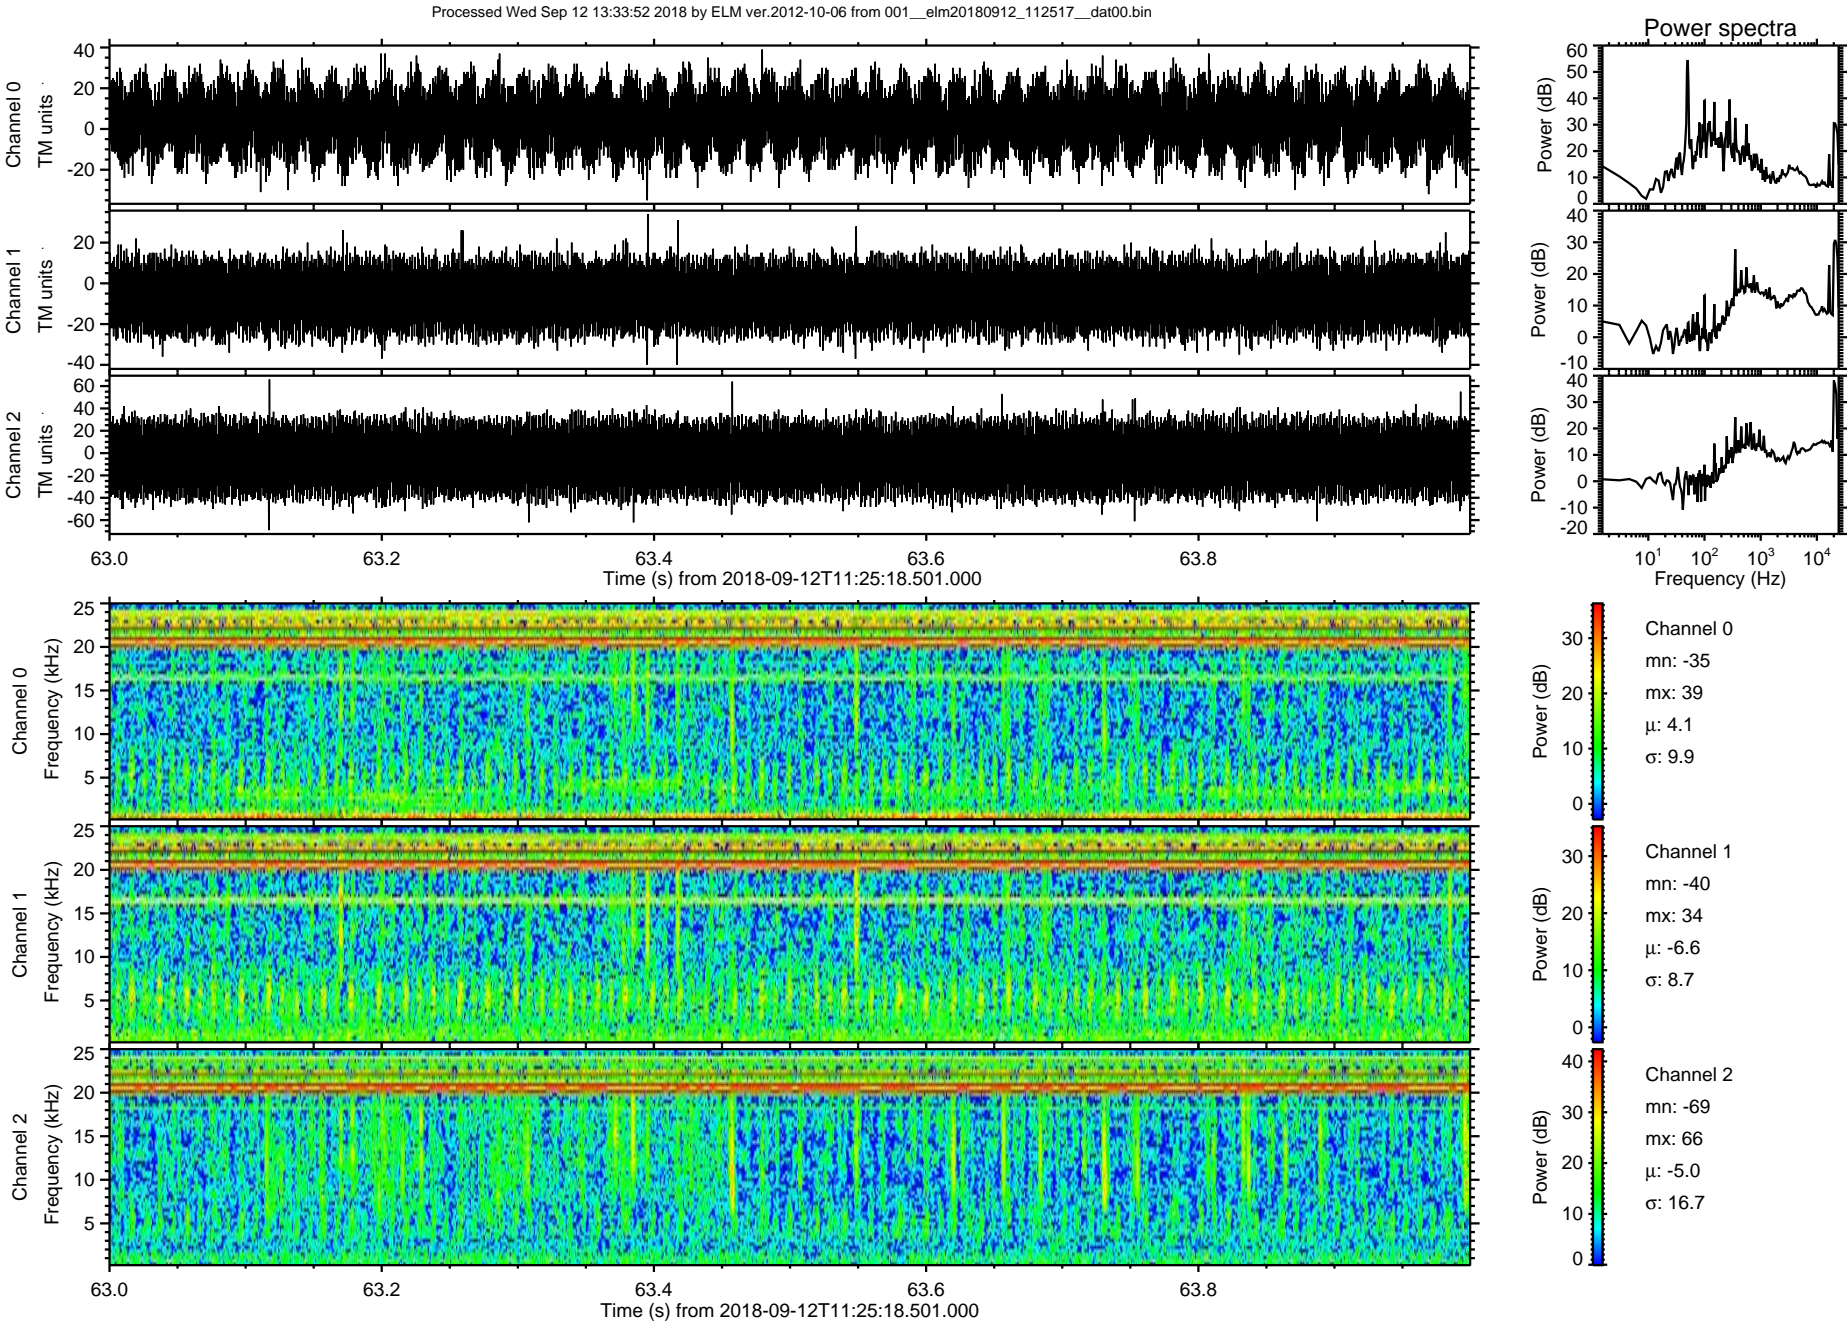 Processed Wed Sep 12 13:33:52 2018 by ELM ver.2012-10-06 from 001__elm20180912_112517__dat00.bin
Power spectra
Channel 0
TM units
40
20
0
-20
Power (dB)
60
50
40
30
20
10
0
Channel 1
TM units
20
0
-20
-40
Power (dB)
40
30
20
10
0
-10
Channel 2
TM units
60
40
20
0
-20
-40
-60
Power (dB)
40
30
20
10
0
-10
-20
63.0 63.2 63.4 63.6 63.8
Time (s) from 2018-09-12T11:25:18.501.000
10¹ 10² 10³ 10⁴
Frequency (Hz)
Channel 0
Frequency (kHz)
25
20
15
10
5
Power (dB)
30
20
10
0
Channel 0
mn: -35
mx: 39
μ: 4.1
σ: 9.9
Channel 1
Frequency (kHz)
25
20
15
10
5
Power (dB)
30
20
10
0
Channel 1
mn: -40
mx: 34
μ: -6.6
σ: 8.7
Channel 2
Frequency (kHz)
25
20
15
10
5
Power (dB)
40
30
20
10
0
Channel 2
mn: -69
mx: 66
μ: -5.0
σ: 16.7
63.0 63.2 63.4 63.6 63.8
Time (s) from 2018-09-12T11:25:18.501.000